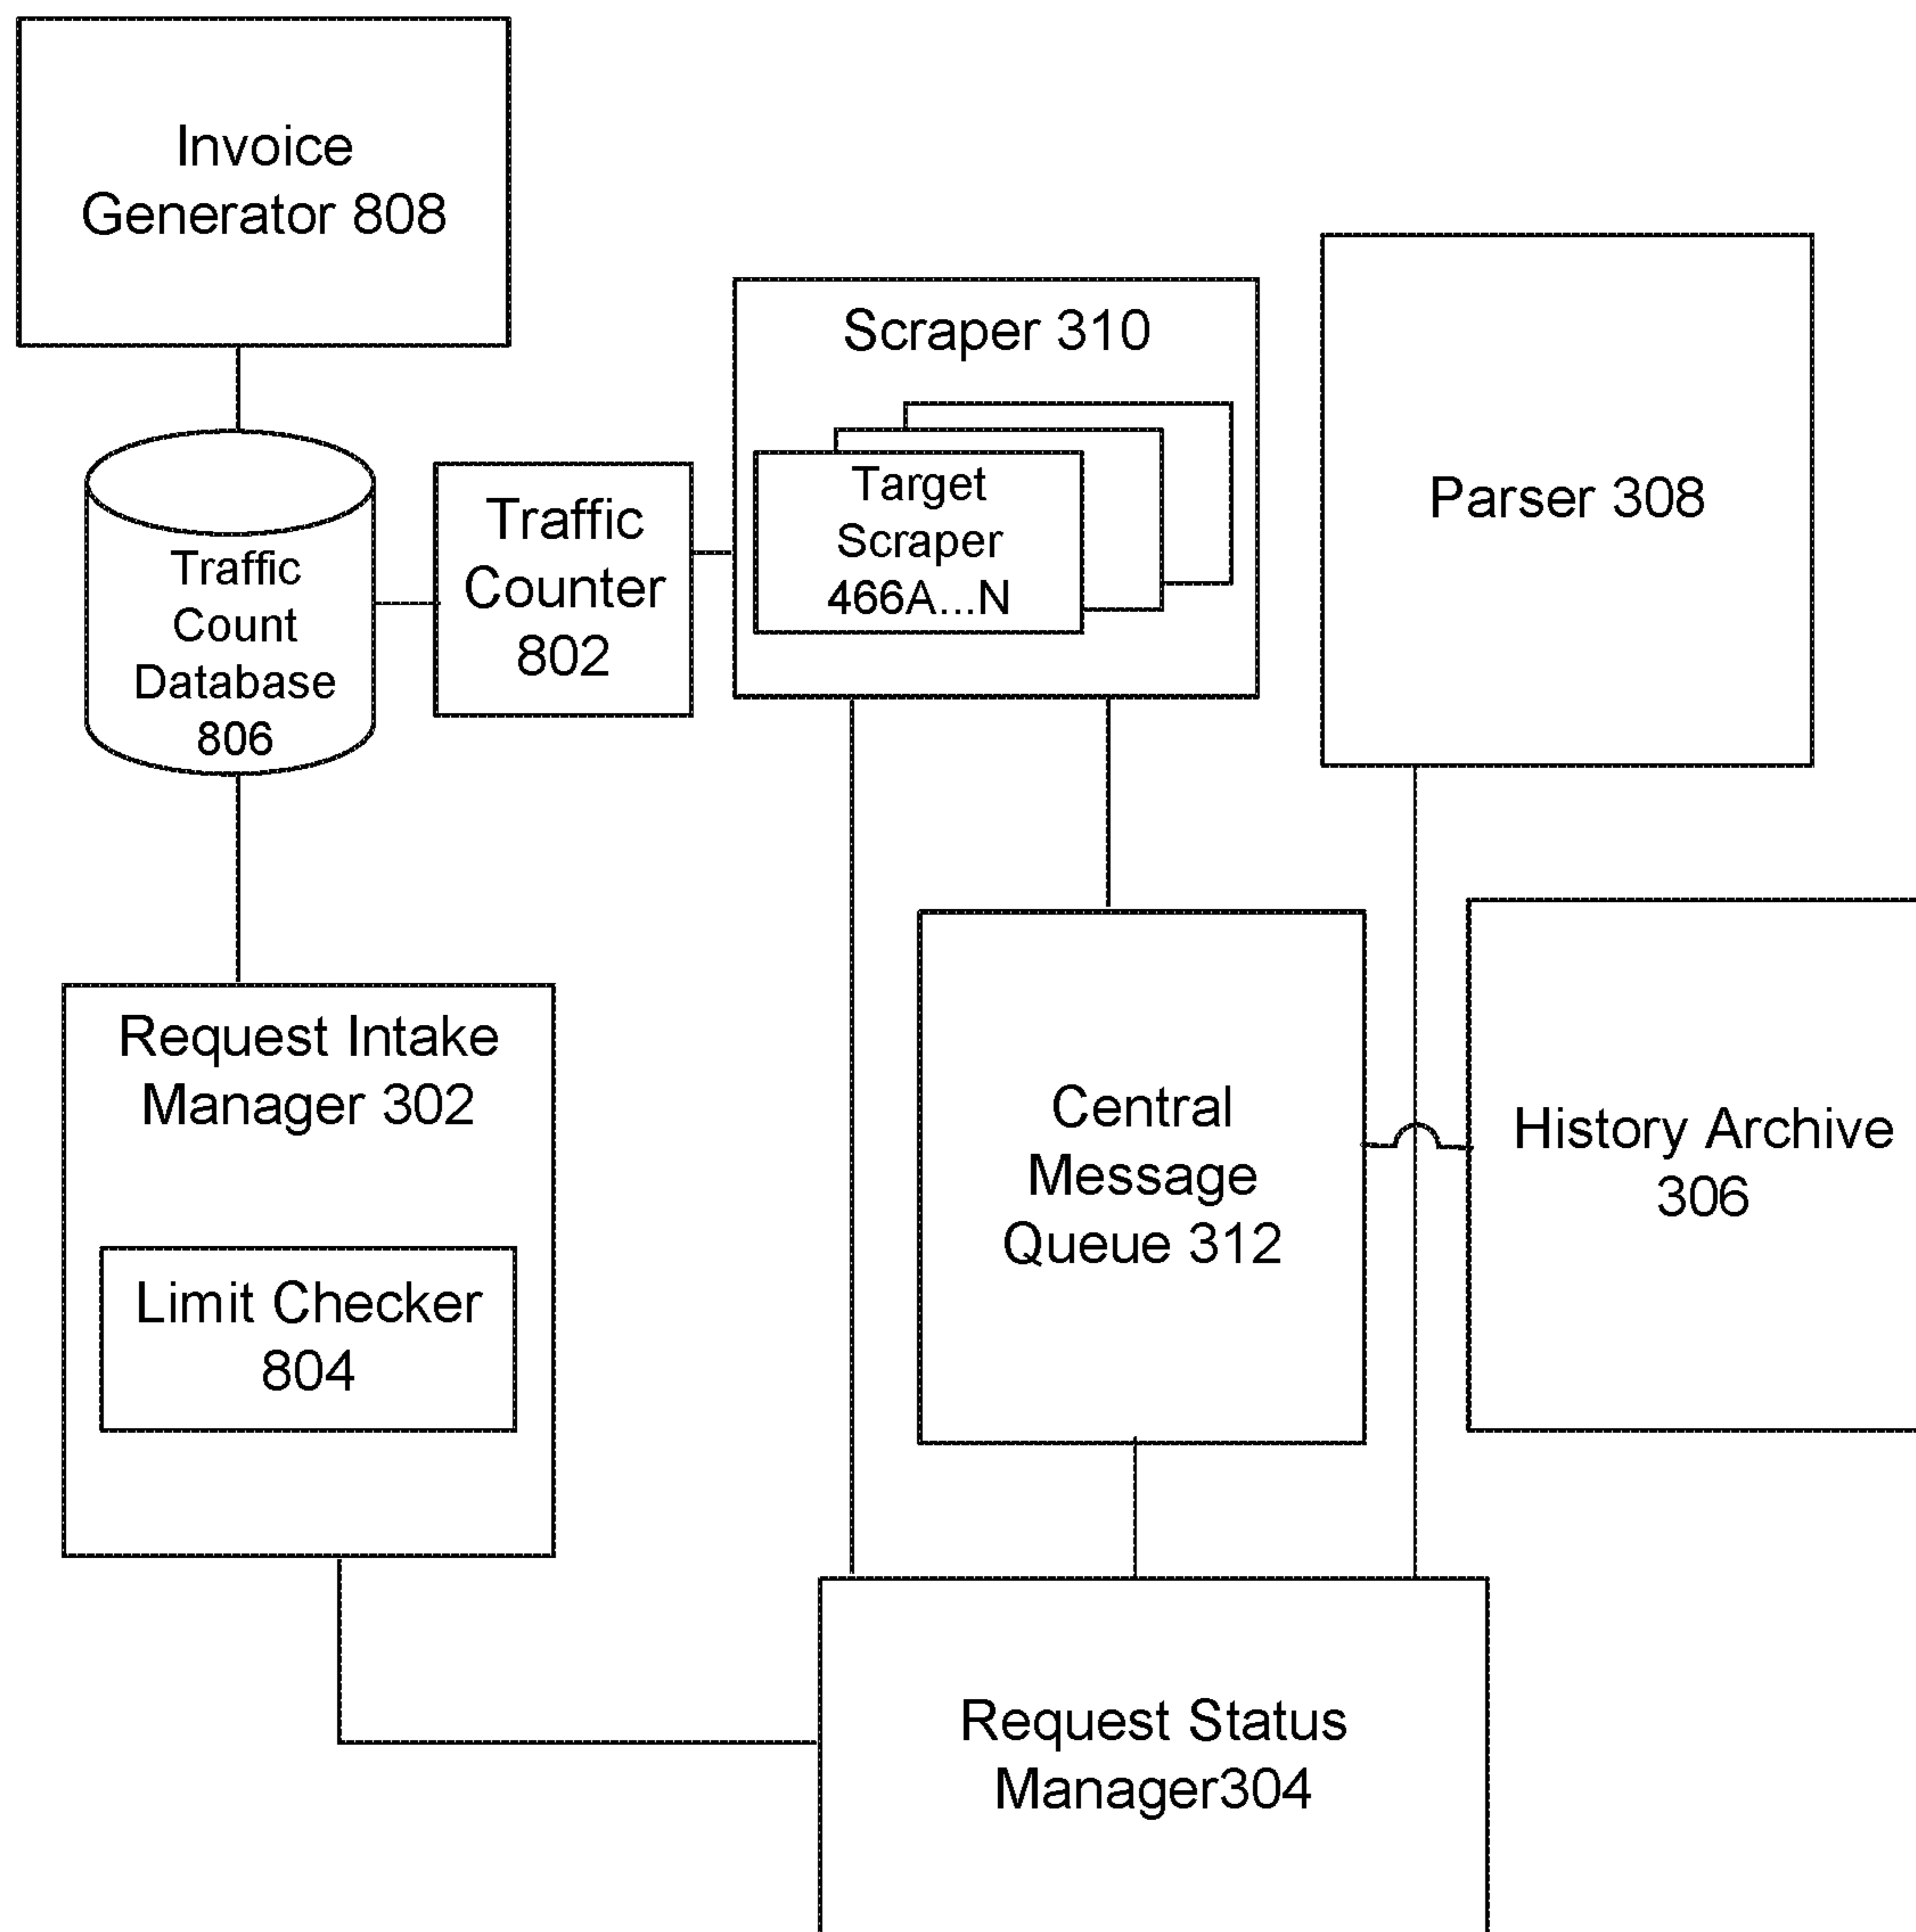 Invoice
Generator 808
Scraper 310
Target
Scraper
466A...N
Parser 308
Traffic
Counter
802
Traffic
Count
Database
806
Request Intake
Manager 302
Limit Checker
804
Central
Message
Queue 312
History Archive
306
Request Status
Manager304